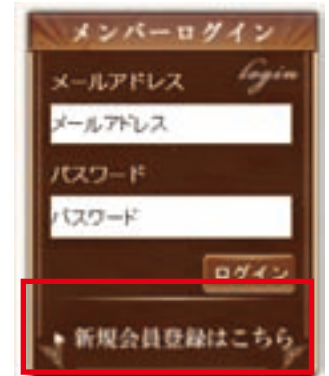 メンバーログイン
login
メールアドレス
メールアドレス
パスワード
パスワード
ログイン
新規会員登録はこちら